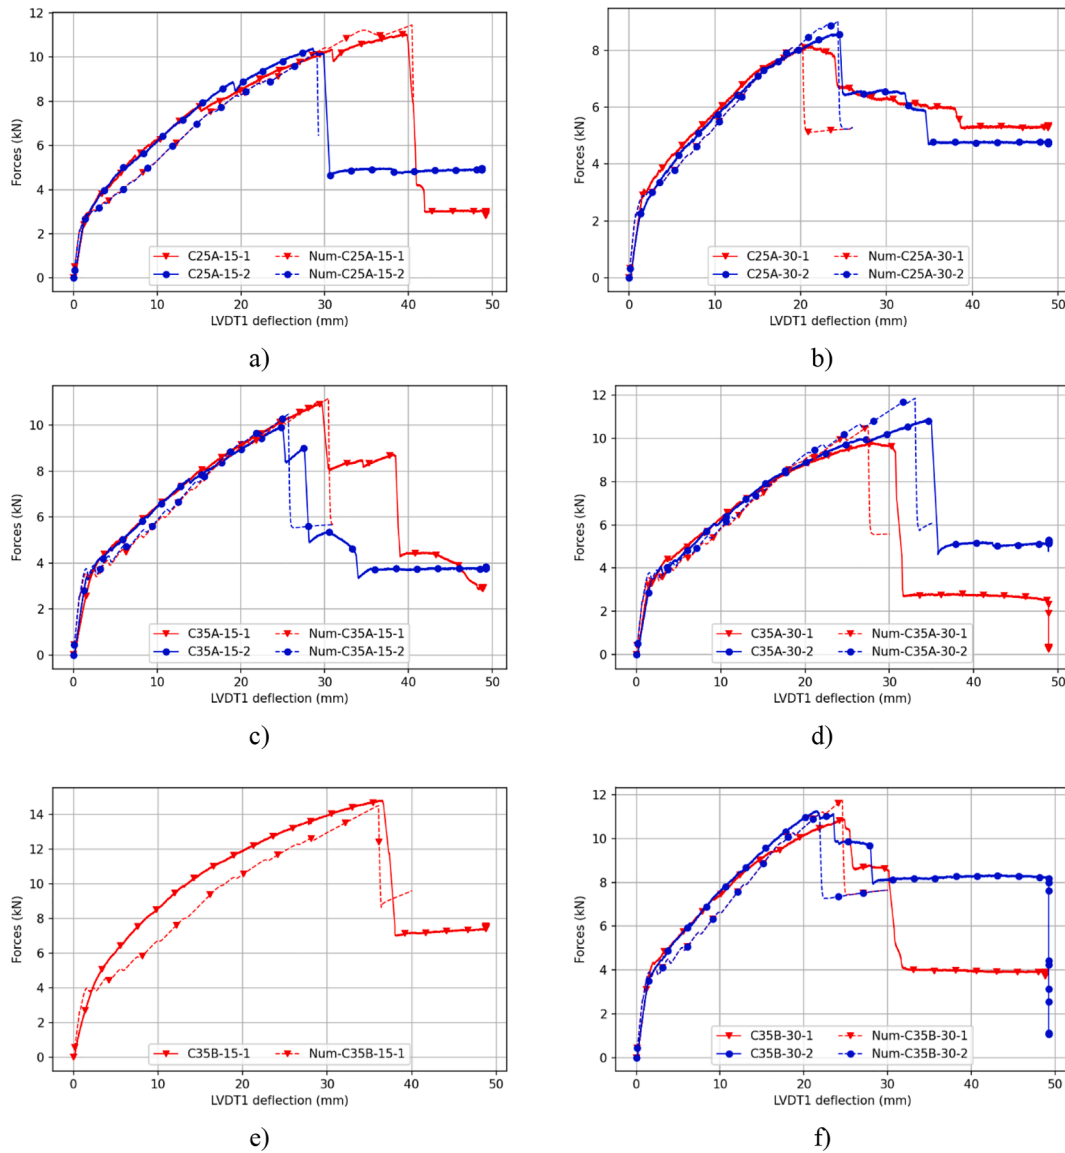 12
10
8
6
4
2
0
Forces (kN)
C25A-15-1
Num-C25A-15-1
C25A-15-2
Num-C25A-15-2
0 10 20 30 40 50
LVDT1 deflection (mm)
a)
8
6
4
2
0
Forces (kN)
C25A-30-1
Num-C25A-30-1
C25A-30-2
Num-C25A-30-2
0 10 20 30 40 50
LVDT1 deflection (mm)
b)
10
8
6
4
2
0
Forces (kN)
C35A-15-1
Num-C35A-15-1
C35A-15-2
Num-C35A-15-2
0 10 20 30 40 50
LVDT1 deflection (mm)
c)
12
10
8
6
4
2
0
Forces (kN)
C35A-30-1
Num-C35A-30-1
C35A-30-2
Num-C35A-30-2
0 10 20 30 40 50
LVDT1 deflection (mm)
d)
14
12
10
8
6
4
2
0
Forces (kN)
C35B-15-1
Num-C35B-15-1
0 10 20 30 40 50
LVDT1 deflection (mm)
e)
12
10
8
6
4
2
0
Forces (kN)
C35B-30-1
Num-C35B-30-1
C35B-30-2
Num-C35B-30-2
0 10 20 30 40 50
LVDT1 deflection (mm)
f)